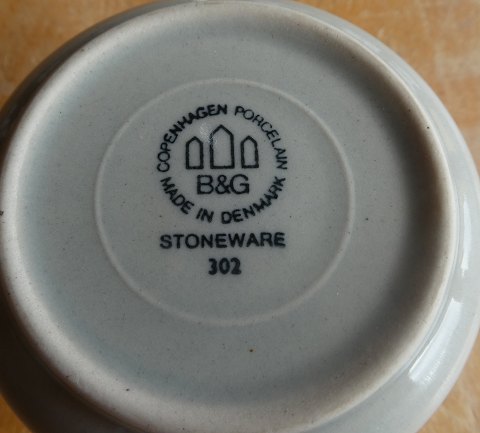 COPENHAGEN PORCELAIN
B&G
MADE IN DENMARK
STONEWARE
302